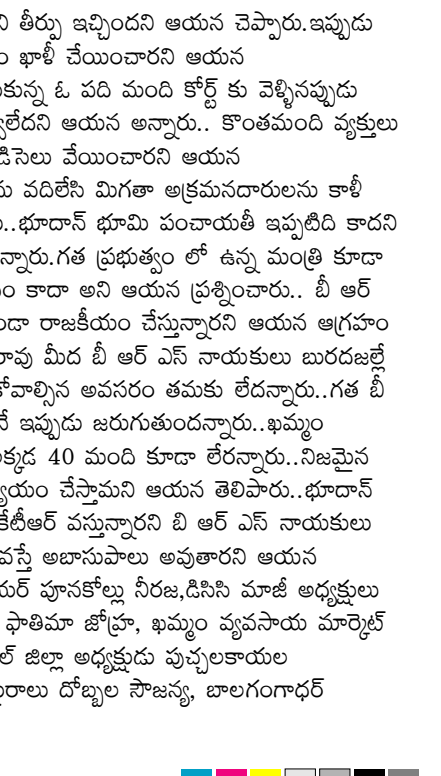 ని తీర్పు ఇచ్చిందని ఆయన చెప్పారు.ఇప్పుడు
ఖాళీ చేయించారని ఆయన
కున్న ఓ పది మంది కోర్ట్ కు వెళ్ళినప్పుడు
లేదని ఆయన అన్నారు.. కొంతమంది వ్యక్తులు
డిసెలు వేయించారని ఆయన
ను వదిలేసి మిగతా అక్రమనదారులను కాళీ
..భూదాన్ భూమి పంచాయతీ ఇప్పటిది కాదని
న్నారు.గత ప్రభుత్వం లో ఉన్న మంత్రి కూడా
కాదా అని ఆయన ప్రశ్నించారు.. బీ ఆర్
డా రాజకీయం చేస్తున్నారని ఆయన ఆగ్రహం
రావు మీద బీ ఆర్ ఎస్ నాయకులు బురదజల్లే
కోవాల్సిన అవసరం తమకు లేదన్నారు..గత బీ
నే ఇప్పుడు జరుగుతుందన్నారు..ఖమ్మం
క్కడ 40 మంది కూడా లేరన్నారు..నిజమైన
్యాయం చేస్తామని ఆయన తెలిపారు..భూదాన్
కేటీఆర్ వస్తున్నారని బి ఆర్ ఎస్ నాయకులు
వస్తే అబాసుపాలు అవుతారని ఆయన
యర్ పూనకోల్లు నీరజ,డిసిసి మాజీ అధ్యక్షులు
ఫాతిమా జోహ్ర, ఖమ్మం వ్యవసాయ మార్కెట్
ల్ జిల్లా అధ్యక్షుడు పుచ్చలకాయల
రాలు దోబ్బల సౌజన్య, బాలగంగాధర్